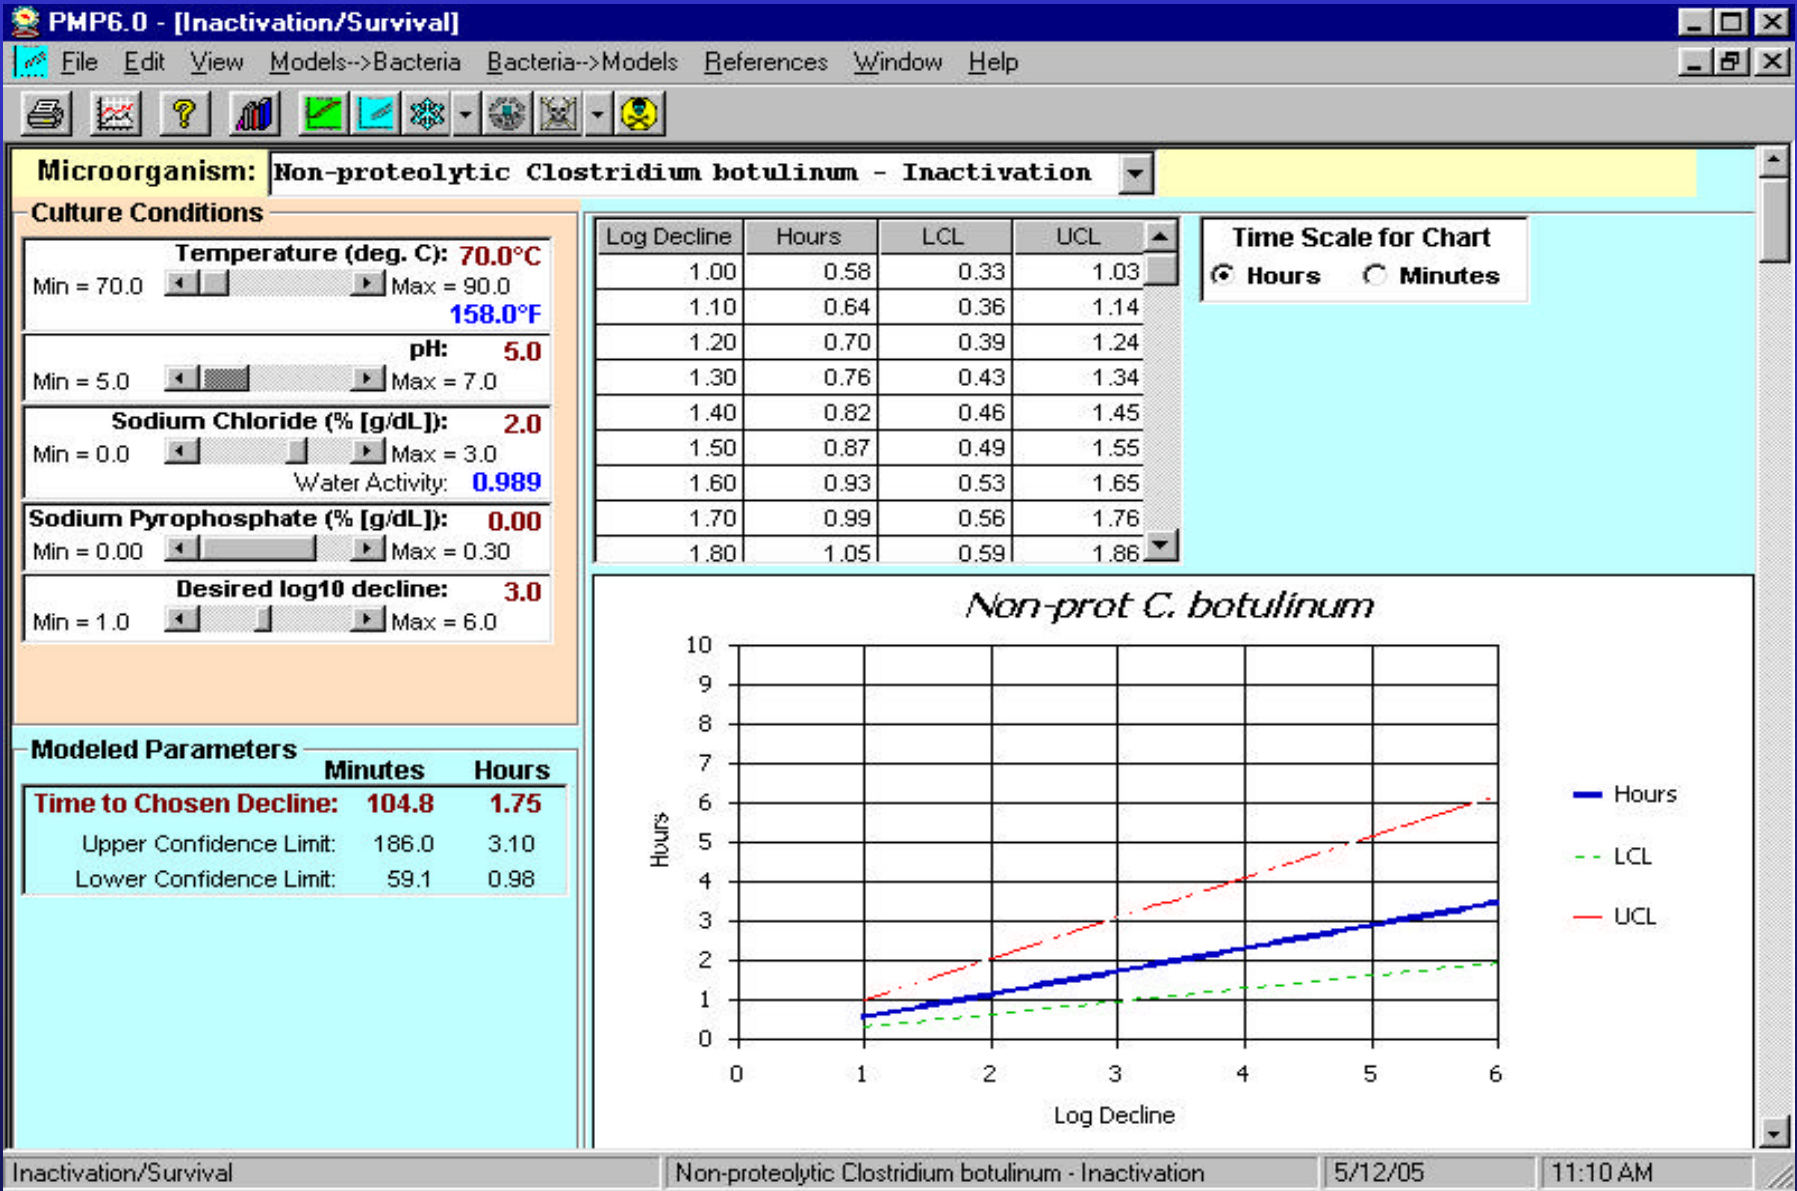 PMP6.0 - [Inactivation/Survival]
File Edit View Models-->Bacteria Bacteria-->Models References Window Help
Microorganism: Non-proteolytic Clostridium botulinum - Inactivation
Culture Conditions
Temperature (deg. C): 70.0°C
Min = 70.0 Max = 90.0
158.0°F
pH: 5.0
Min = 5.0 Max = 7.0
Sodium Chloride (% [g/dL]): 2.0
Min = 0.0 Max = 3.0
Water Activity: 0.989
Sodium Pyrophosphate (% [g/dL]): 0.00
Min = 0.00 Max = 0.30
Desired log10 decline: 3.0
Min = 1.0 Max = 6.0
Modeled Parameters
Minutes Hours
Time to Chosen Decline: 104.8 1.75
Upper Confidence Limit: 186.0 3.10
Lower Confidence Limit: 59.1 0.98
Log Decline Hours LCL UCL
1.00 0.58 0.33 1.03
1.10 0.64 0.36 1.14
1.20 0.70 0.39 1.24
1.30 0.76 0.43 1.34
1.40 0.82 0.46 1.45
1.50 0.87 0.49 1.55
1.60 0.93 0.53 1.65
1.70 0.99 0.56 1.76
1.80 1.05 0.59 1.86
Time Scale for Chart
Hours Minutes
Non-prot C. botulinum
10
9
8
7
6
5
4
3
2
1
0
Hours
0 1 2 3 4 5 6
Log Decline
Hours
LCL
UCL
Inactivation/Survival Non-proteolytic Clostridium botulinum - Inactivation 5/12/05 11:10 AM